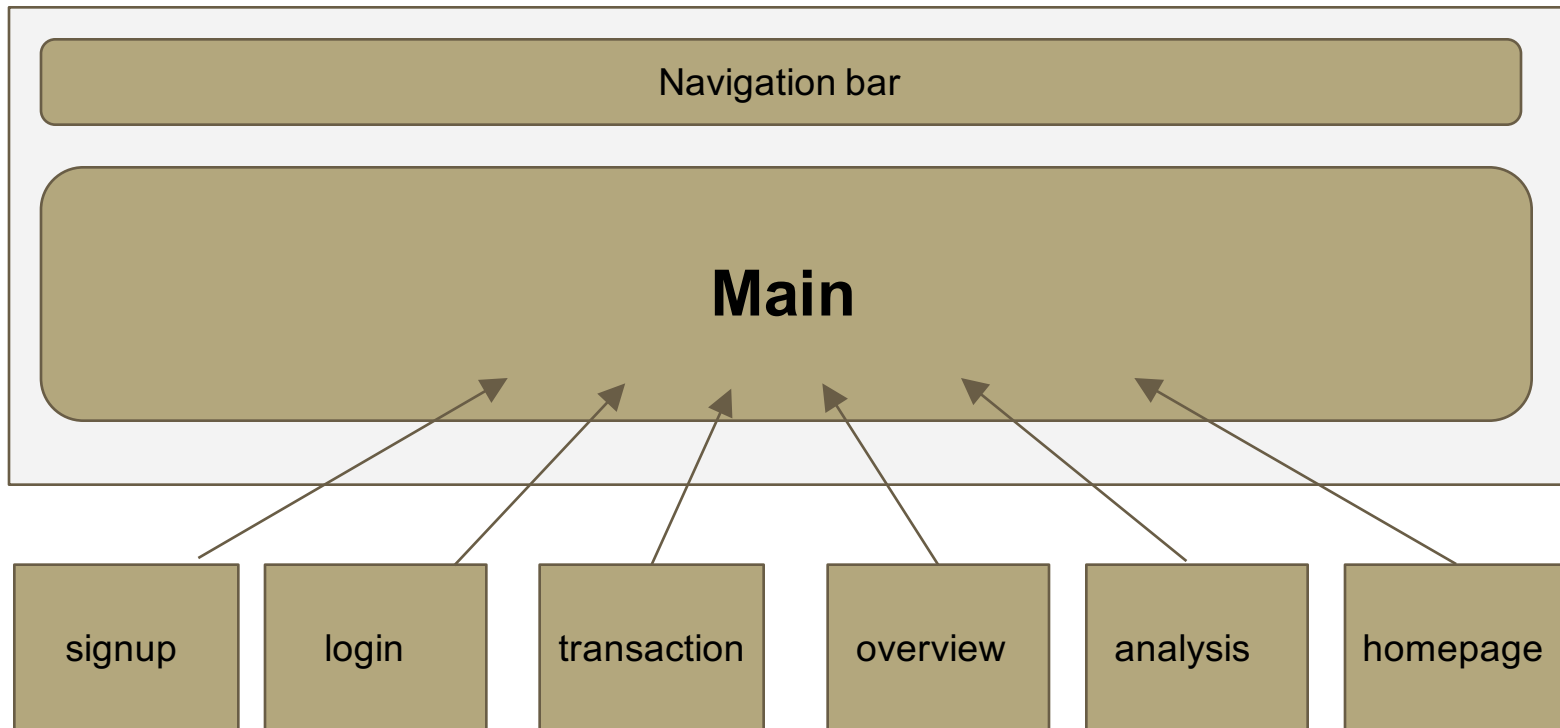 Navigation bar
Main
signup
login
transaction
overview
analysis
homepage